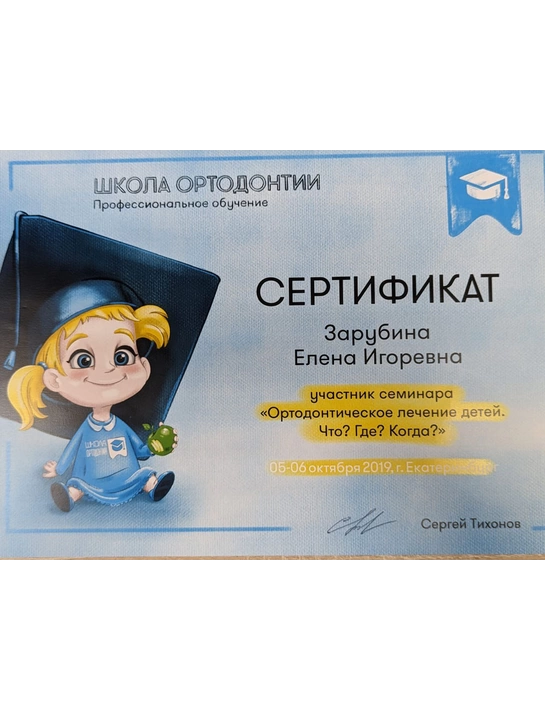 ШКОЛА ОРТОДОНТИИ
Профессиональное обучение
СЕРТИФИКАТ
Зарубина
Елена Игоревна
участник семинара
«Ортодонтическое лечение детей.
Что? Где? Когда?»
05-06 октября 2019, г.
ШКОЛА
Сергей Тихонов